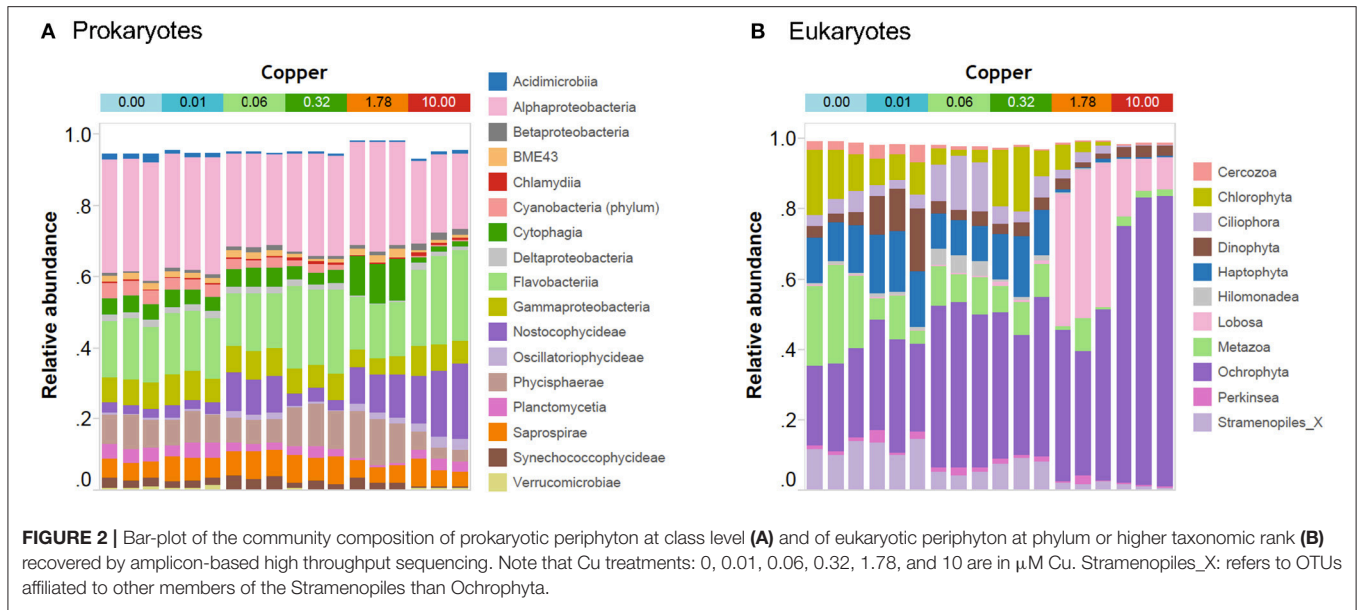 A Prokaryotes
Copper
0.00 0.01 0.06 0.32 1.78 10.00
1.0
.8
.6
.4
.2
.0
Relative abundance
Acidimicrobiia
Alphaproteobacteria
Betaproteobacteria
BME43
Chlamydiia
Cyanobacteria (phylum)
Cytophagia
Deltaproteobacteria
Flavobacteriia
Gammaproteobacteria
Nostocophycideae
Oscillatoriophycideae
Phycisphaerae
Planctomycetia
Saprospirae
Synechococcophycideae
Verrucomicrobiae
B Eukaryotes
Copper
0.00 0.01 0.06 0.32 1.78 10.00
1.0
.8
.6
.4
.2
.0
Relative abundance
Cercozoa
Chlorophyta
Ciliophora
Dinophyta
Haptophyta
Hilomonadea
Lobosa
Metazoa
Ochrophyta
Perkinsea
Stramenopiles_X
FIGURE 2 | Bar-plot of the community composition of prokaryotic periphyton at class level (A) and of eukaryotic periphyton at phylum or higher taxonomic rank (B)
recovered by amplicon-based high throughput sequencing. Note that Cu treatments: 0, 0.01, 0.06, 0.32, 1.78, and 10 are in μM Cu. Stramenopiles_X: refers to OTUs
affiliated to other members of the Stramenopiles than Ochrophyta.